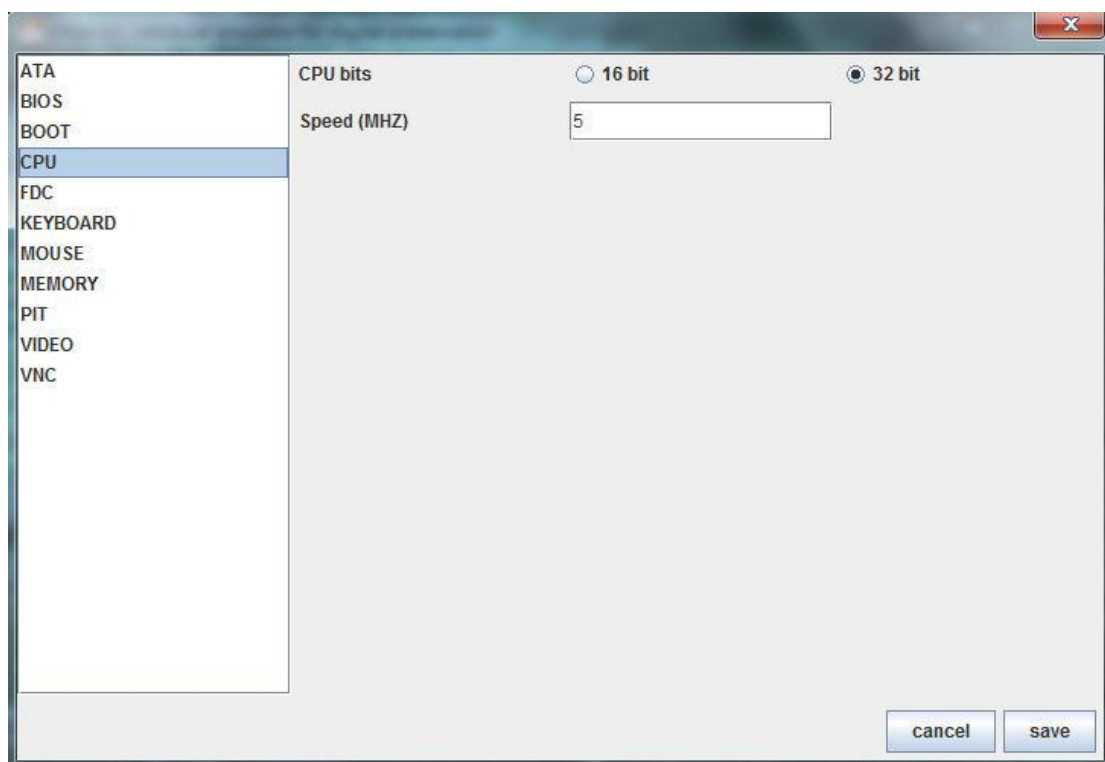 X
ATA
BIOS
BOOT
CPU
FDC
KEYBOARD
MOUSE
MEMORY
PIT
VIDEO
VNC
CPU bits 16 bit 32 bit
Speed (MHZ) 5
cancel save